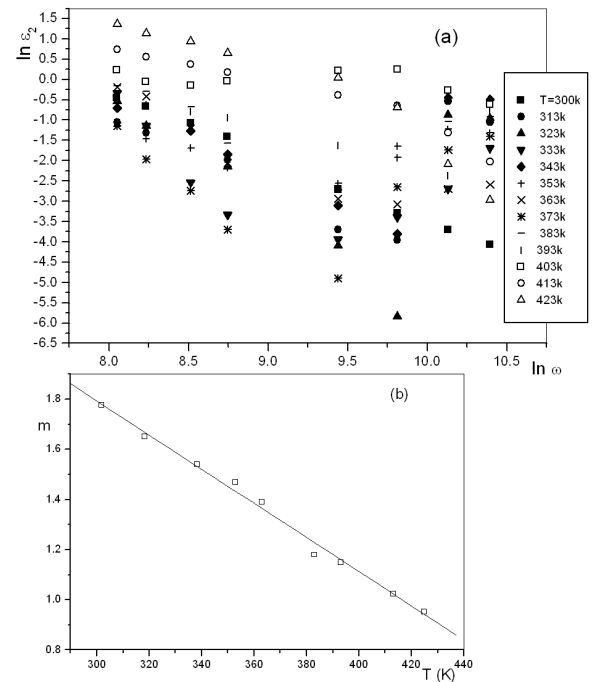 (a)
ln ε2
1.5
1.0
0.5
0.0
-0.5
-1.0
-1.5
-2.0
-2.5
-3.0
-3.5
-4.0
-4.5
-5.0
-5.5
-6.0
-6.5
8.0 8.5 9.0 9.5 10.0 10.5
ln ω
T=300k
313k
323k
333k
343k
353k
363k
373k
383k
393k
403k
413k
423k
(b)
m
1.8
1.6
1.4
1.2
1.0
0.8
300 320 340 360 380 400 420 440
T (K)